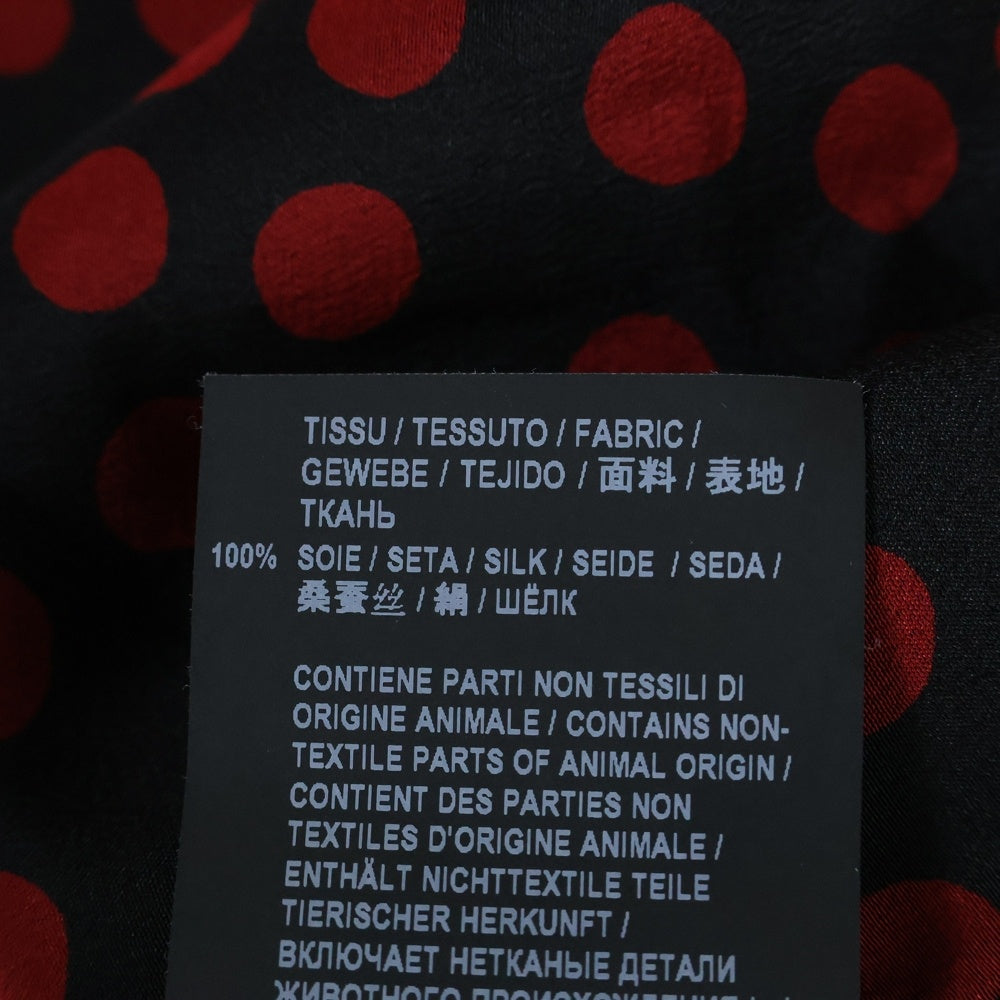 TISSU / TESSUTO / FABRIC /
GEWEBE / TEJIDO / 面料 / 表地 /
ТКАНЬ
100% SOIE / SETA / SILK / SEIDE / SEDA /
桑蚕丝 / 絹 / ШЁЛК
CONTIENE PARTI NON TESSILI DI
ORIGINE ANIMALE / CONTAINS NON-
TEXTILE PARTS OF ANIMAL ORIGIN /
CONTIENT DES PARTIES NON
TEXTILES D'ORIGINE ANIMALE /
ENTHÄLT NICHTTEXTILE TEILE
TIERISCHER HERKUNFT /
ВКЛЮЧАЕТ НЕТКАНЫЕ ДЕТАЛИ
ЖИВОТНОГО ПРОИСХОЖДЕНИЯ